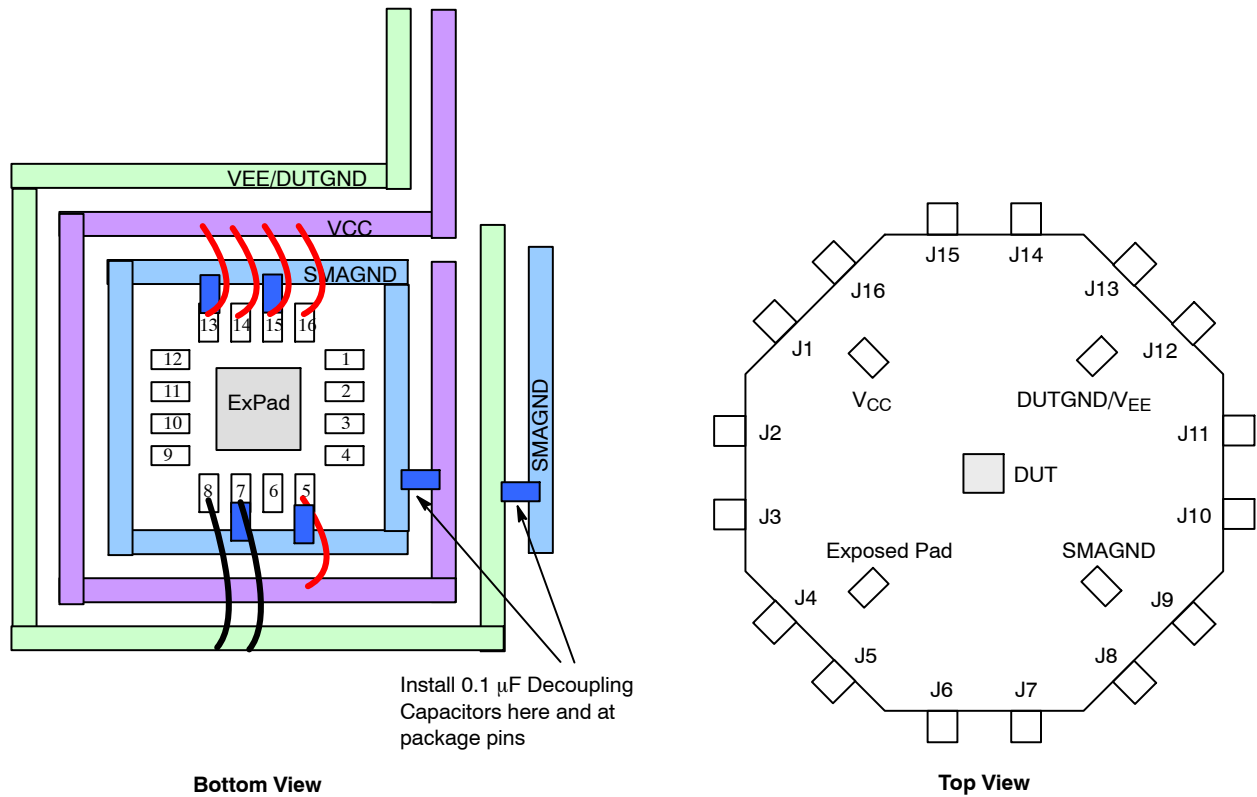 VEE/DUTGND
VCC
SMAGND
13 14 15 16
12 1
11 2
10 3
9 4
ExPad
8 7 6 5
SMAGND
Install 0.1 μF Decoupling
Capacitors here and at
package pins
Bottom View
J15 J14
J16 J13
J1 J12
VCC DUTGND/VEE
J2 J11
DUT
J3 J10
Exposed Pad SMAGND
J4 J9
J5 J8
J6 J7
Top View